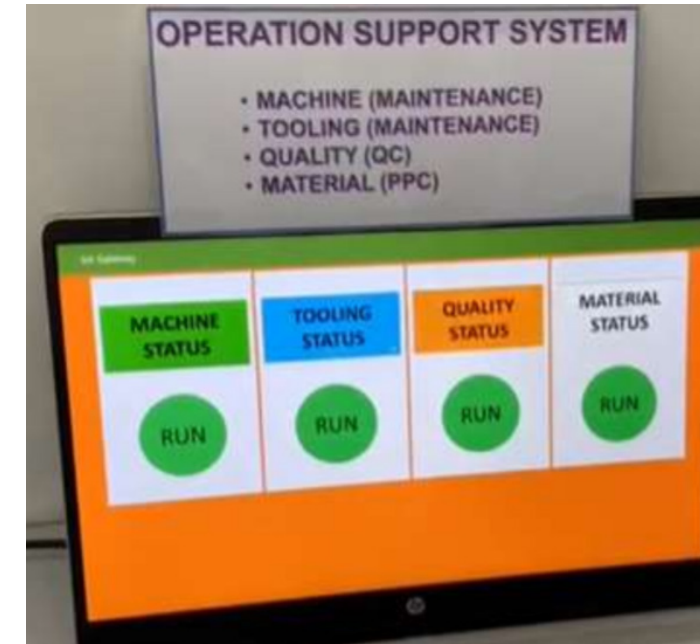 OPERATION SUPPORT SYSTEM
• MACHINE (MAINTENANCE)
• TOOLING (MAINTENANCE)
• QUALITY (QC)
• MATERIAL (PPC)
MACHINE
STATUS
RUN
TOOLING
STATUS
RUN
QUALITY
STATUS
RUN
MATERIAL
STATUS
RUN
hp